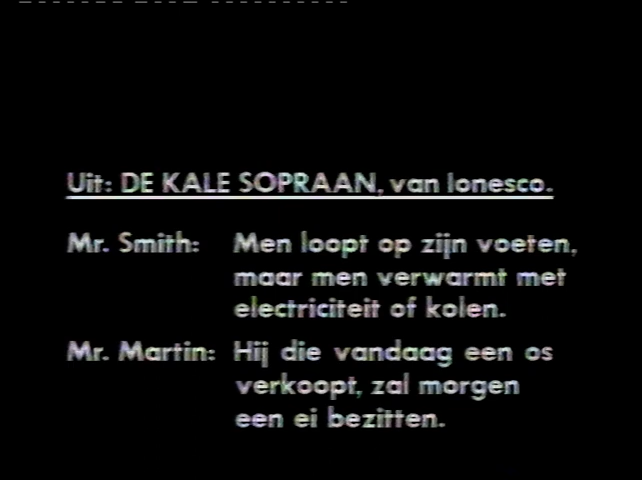 Uit: DE KALE SOPRAAN, van Ionesco.
Mr. Smith: Men loopt op zijn voeten,
maar men verwarmt met
electriciteit of kolen.
Mr. Martin: Hij die vandaag een os
verkoopt, zal morgen
een ei bezitten.